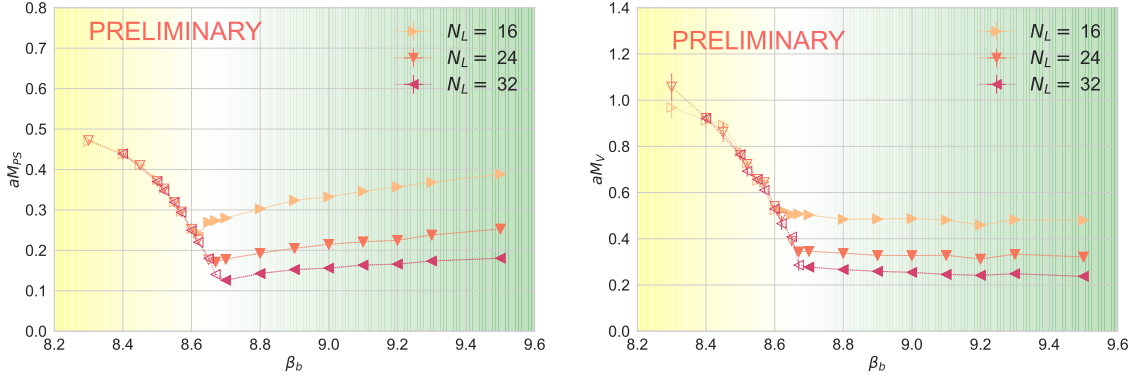 PRELIMINARY
N_L = 16
N_L = 24
N_L = 32
0.8
0.7
0.6
0.5
0.4
0.3
0.2
0.1
0.0
aM_PS
8.2 8.4 8.6 8.8 9.0 9.2 9.4 9.6
β_b
PRELIMINARY
N_L = 16
N_L = 24
N_L = 32
1.4
1.2
1.0
0.8
0.6
0.4
0.2
0.0
aM_V
8.2 8.4 8.6 8.8 9.0 9.2 9.4 9.6
β_b